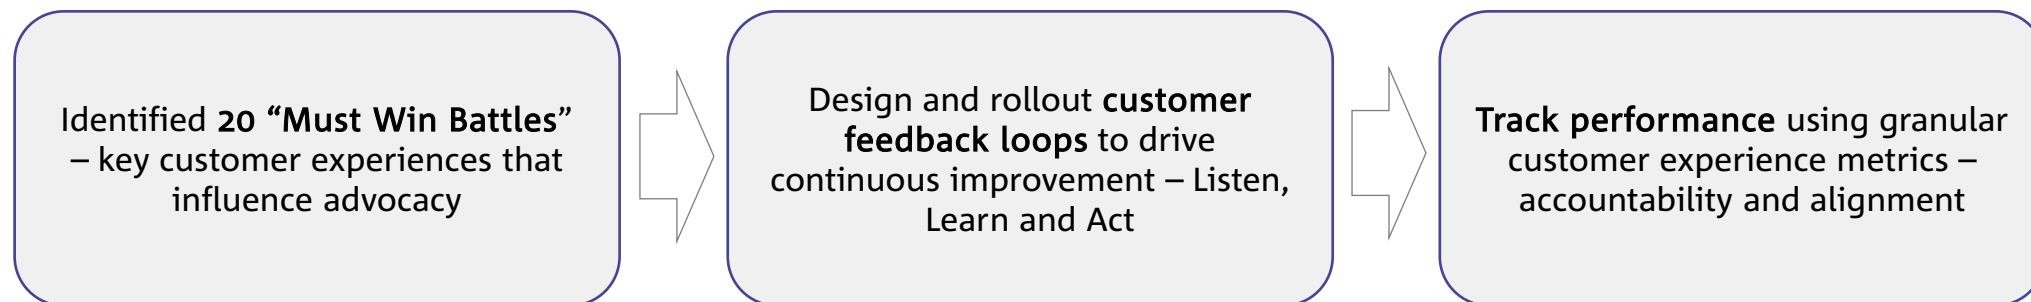 Identified 20 “Must Win Battles”
– key customer experiences that
influence advocacy
Design and rollout customer
feedback loops to drive
continuous improvement – Listen,
Learn and Act
Track performance using granular
customer experience metrics –
accountability and alignment